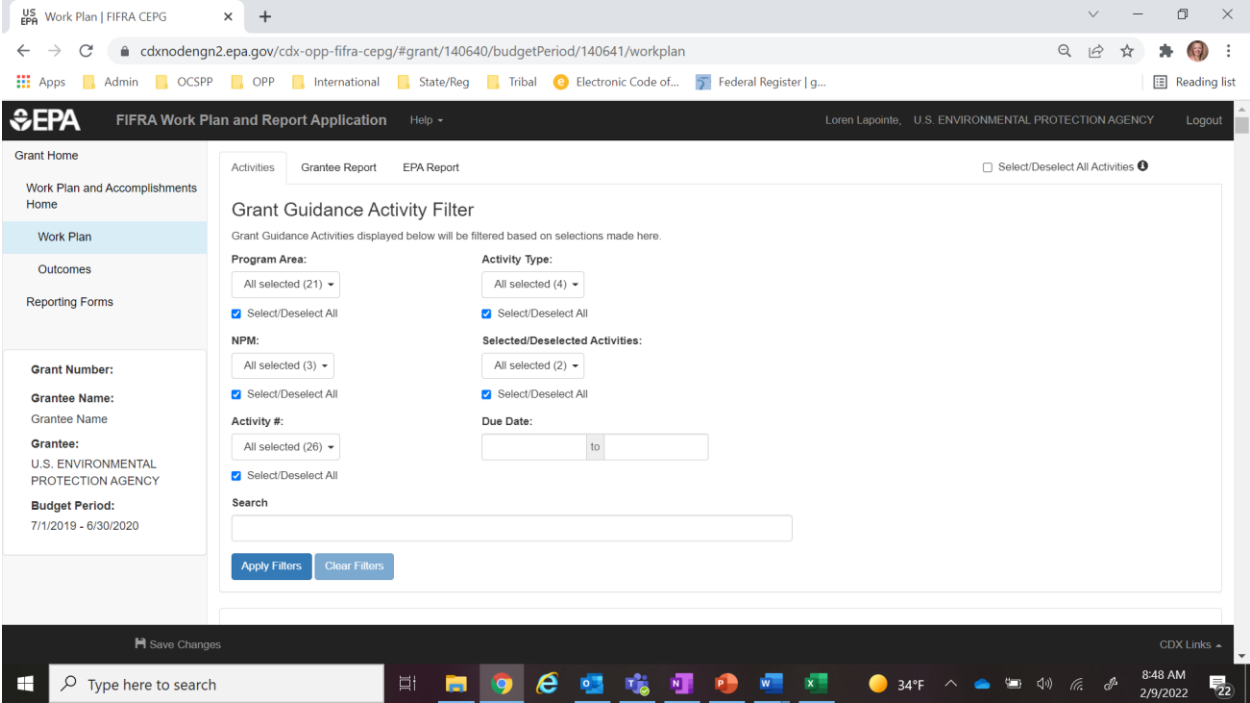 US EPA Work Plan | FIFRA CEPG
cdxnodengn2.epa.gov/cdx-opp-fifra-cepg/#grant/140640/budgetPeriod/140641/workplan
Apps Admin OCSPP OPP International State/Reg Tribal Electronic Code of... Federal Register | g... Reading list
EPA FIFRA Work Plan and Report Application Help Loren Lapointe, U.S. ENVIRONMENTAL PROTECTION AGENCY Logout
Grant Home
Work Plan and Accomplishments
Home
Work Plan
Outcomes
Reporting Forms
Grant Number:
Grantee Name:
Grantee Name
Grantee:
U.S. ENVIRONMENTAL
PROTECTION AGENCY
Budget Period:
7/1/2019 - 6/30/2020
Activities Grantee Report EPA Report Select/Deselect All Activities
Grant Guidance Activity Filter
Grant Guidance Activities displayed below will be filtered based on selections made here.
Program Area: Activity Type:
All selected (21) All selected (4)
Select/Deselect All Select/Deselect All
NPM: Selected/Deselected Activities:
All selected (3) All selected (2)
Select/Deselect All Select/Deselect All
Activity #: Due Date:
All selected (26) to
Select/Deselect All
Search
Apply Filters Clear Filters
Save Changes CDX Links
Type here to search 34°F 8:48 AM
2/9/2022 22